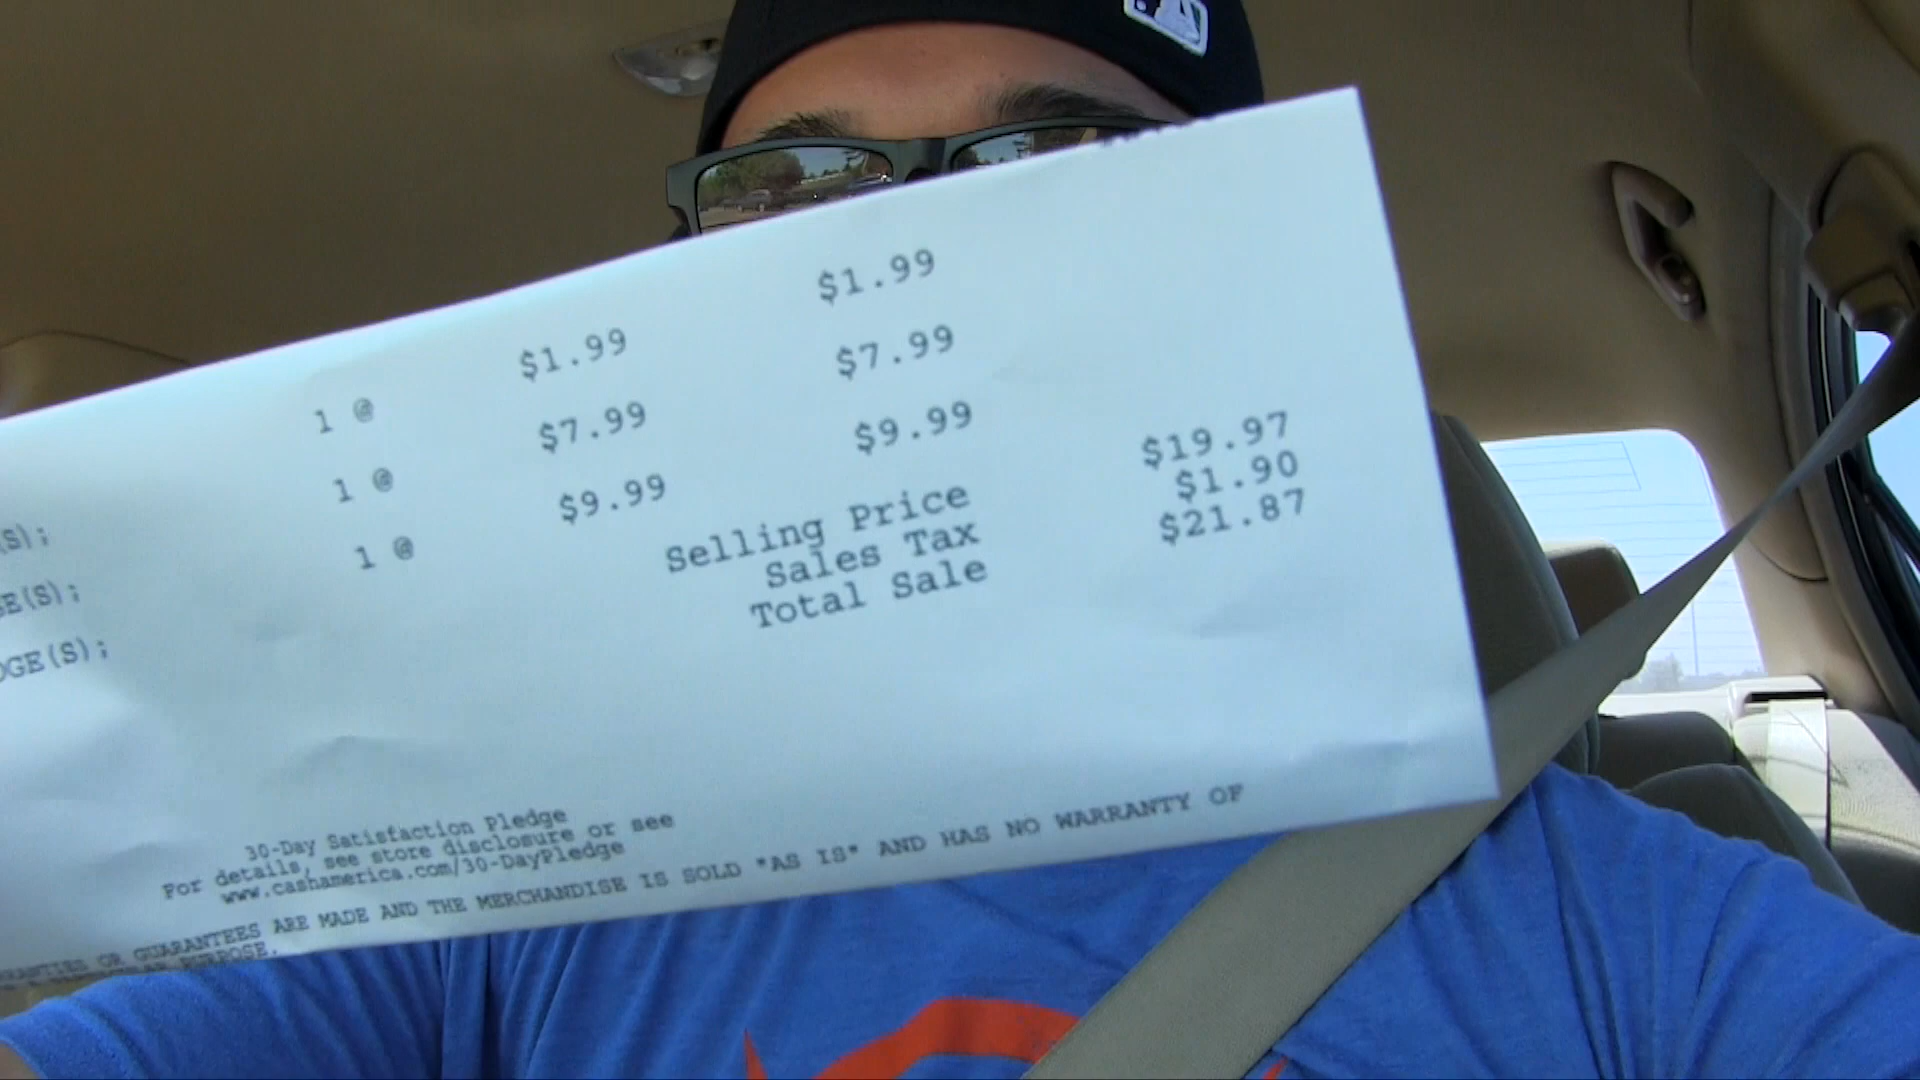 $1.99
1 @ $1.99 $7.99
(S);
1 @ $7.99 $9.99
E(S);
1 @ $9.99
GE(S);
Selling Price $19.97
Sales Tax $1.90
Total Sale $21.87
30-Day Satisfaction Pledge
For details, see store disclosure or see
www.cashamerica.com/30-DayPledge
OR GUARANTEES ARE MADE AND THE MERCHANDISE IS SOLD "AS IS" AND HAS NO WARRANTY OF
PURPOSE.